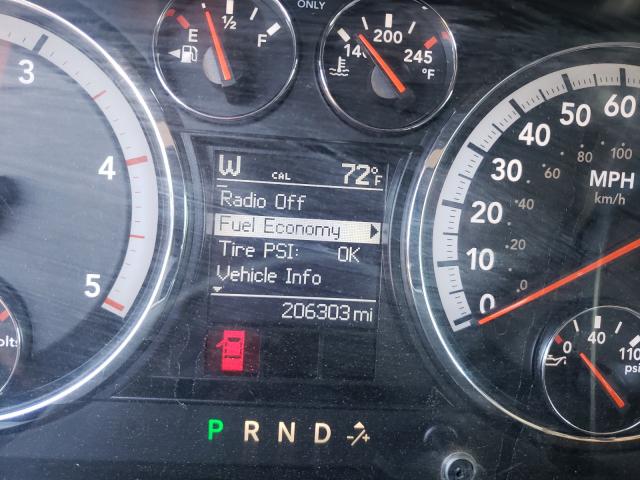 ONLY
E ½ F
140 200 245
°F
3
4
5
olts
W CAL 72°F
Radio Off
Fuel Economy
Tire PSI: OK
Vehicle Info
206303 mi
P R N D -/+
0 10 20 30 40 50 60
20 40 60 80 100
MPH
km/h
0 40 110
psi